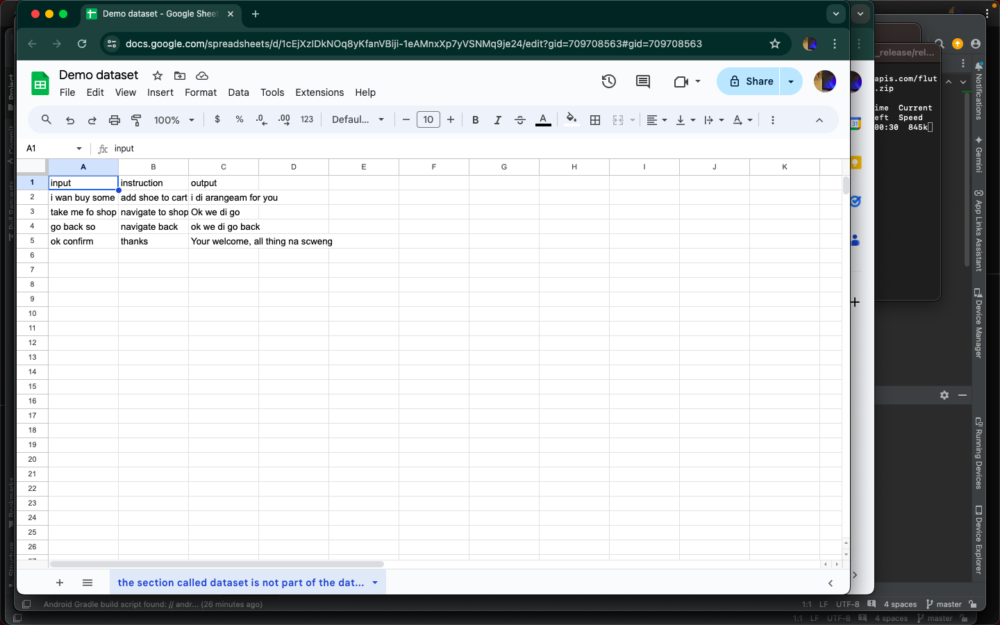 Demo dataset - Google Sheet
docs.google.com/spreadsheets/d/1cEjXzIDkNOq8yKfanVBiji-1eAMnxXp7yVSNMq9je24/edit?gid=709708563#gid=709708563
Demo dataset
File Edit View Insert Format Data Tools Extensions Help
Share
100% $ % .0 .00 123 Defaul... 10 B I A
A1 fx input
A B C D E F G H I J K
1 input instruction output
2 i wan buy some add shoe to cart i di arangeam for you
3 take me fo shop navigate to shop Ok we di go
4 go back so navigate back ok we di go back
5 ok confirm thanks Your welcome, all thing na scweng
6
7
8
9
10
11
12
13
14
15
16
17
18
19
20
21
22
23
24
25
26
the section called dataset is not part of the dat...
_release/rel...
apis.com/flut
.zip
ime Current
eft Speed
00:30 845k
31
Notifications
Gemini
App Links Assistant
Device Manager
Running Devices
Device Explorer
Android Gradle build script found: // andr... (26 minutes ago)
1:1 LF UTF-8 4 spaces master
1:1 LF UTF-8 4 spaces master